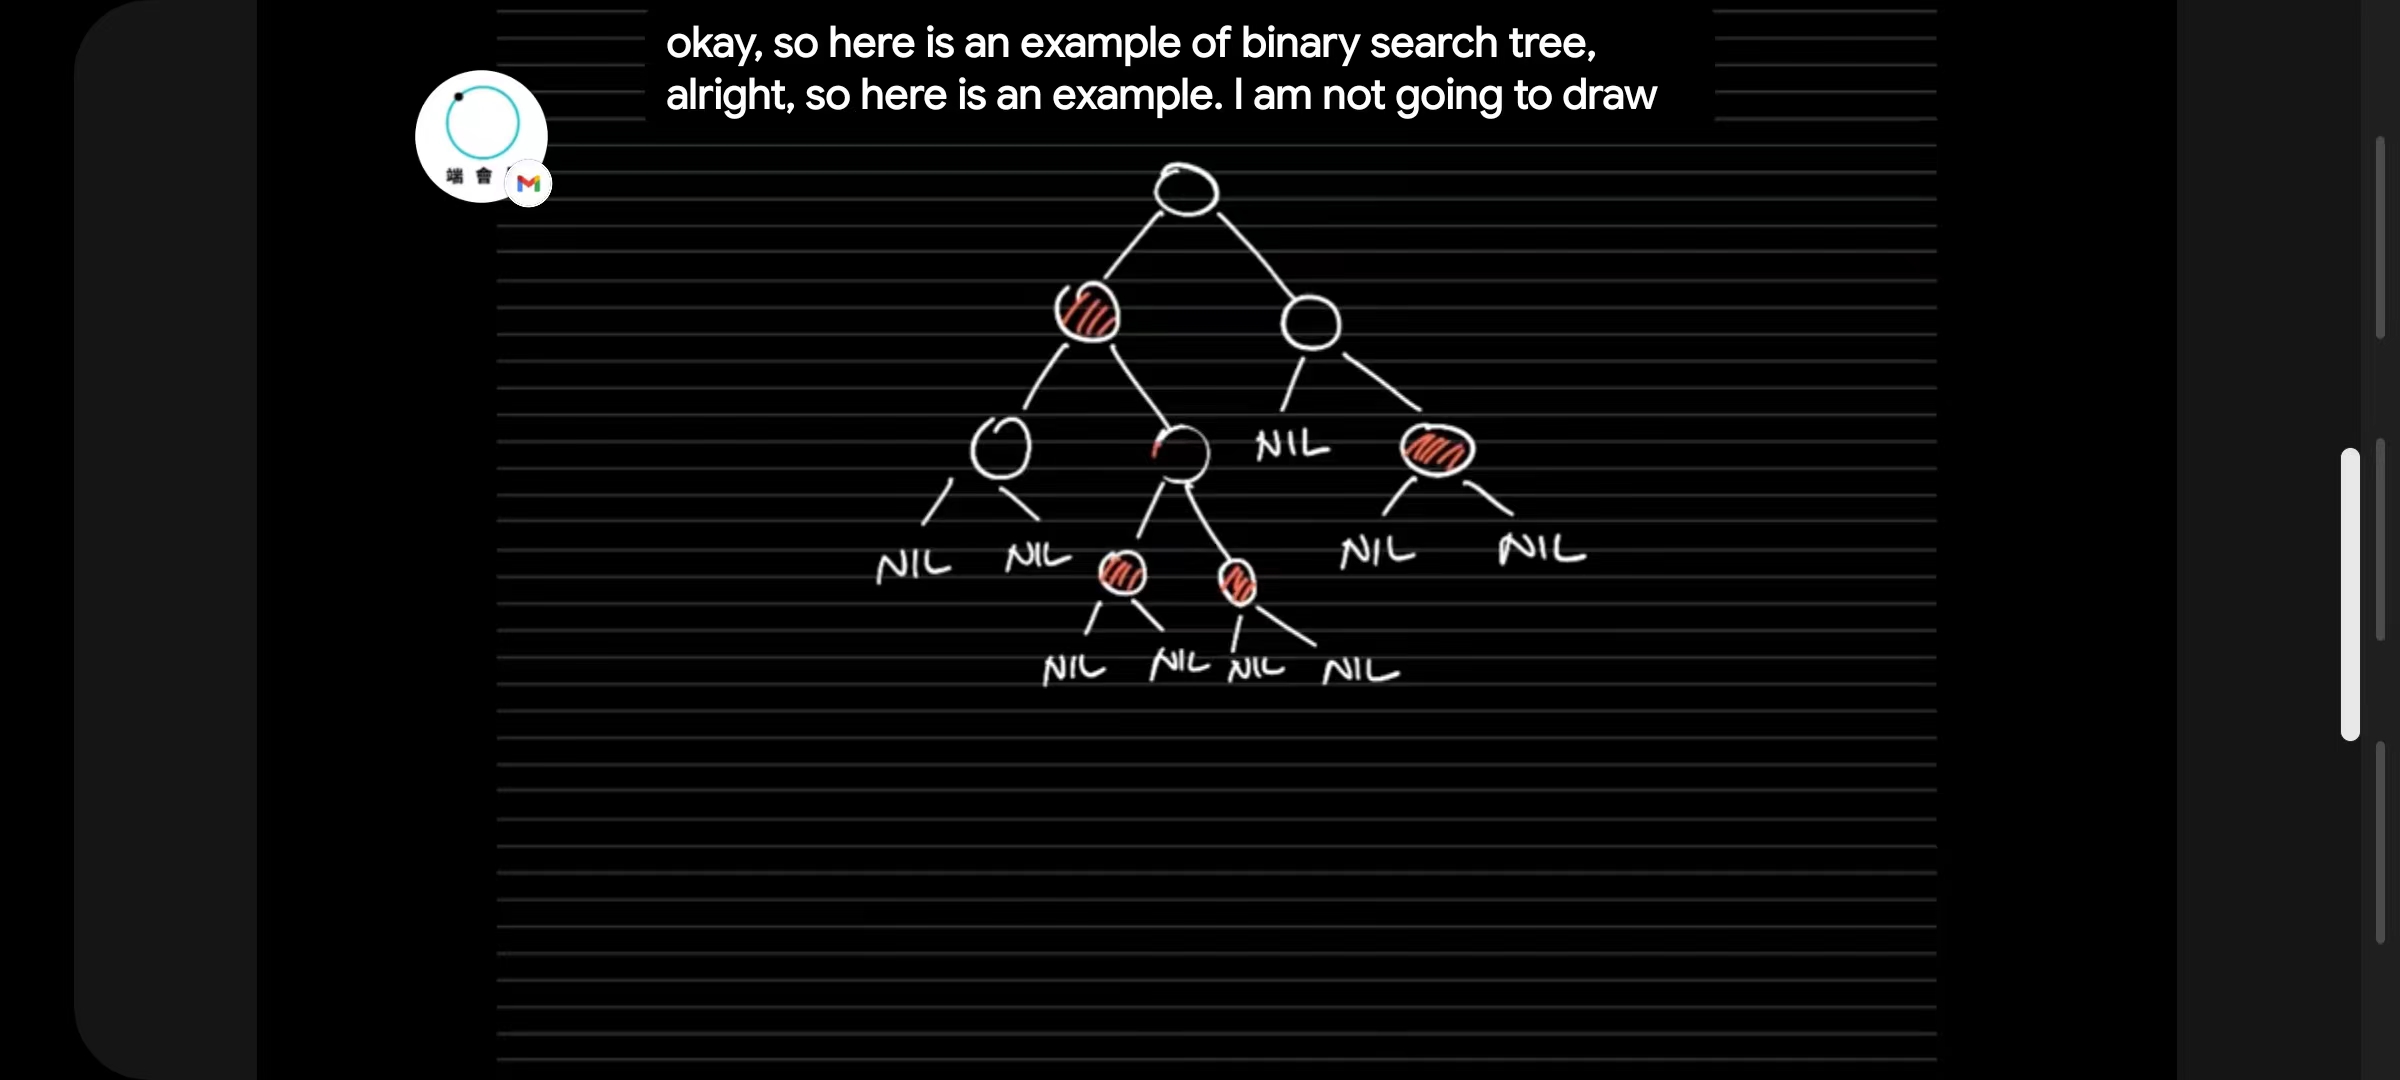 okay, so here is an example of binary search tree,
alright, so here is an example. I am not going to draw
端 會
NIL
NIL NIL NIL NIL
NIL NIL NIL NIL